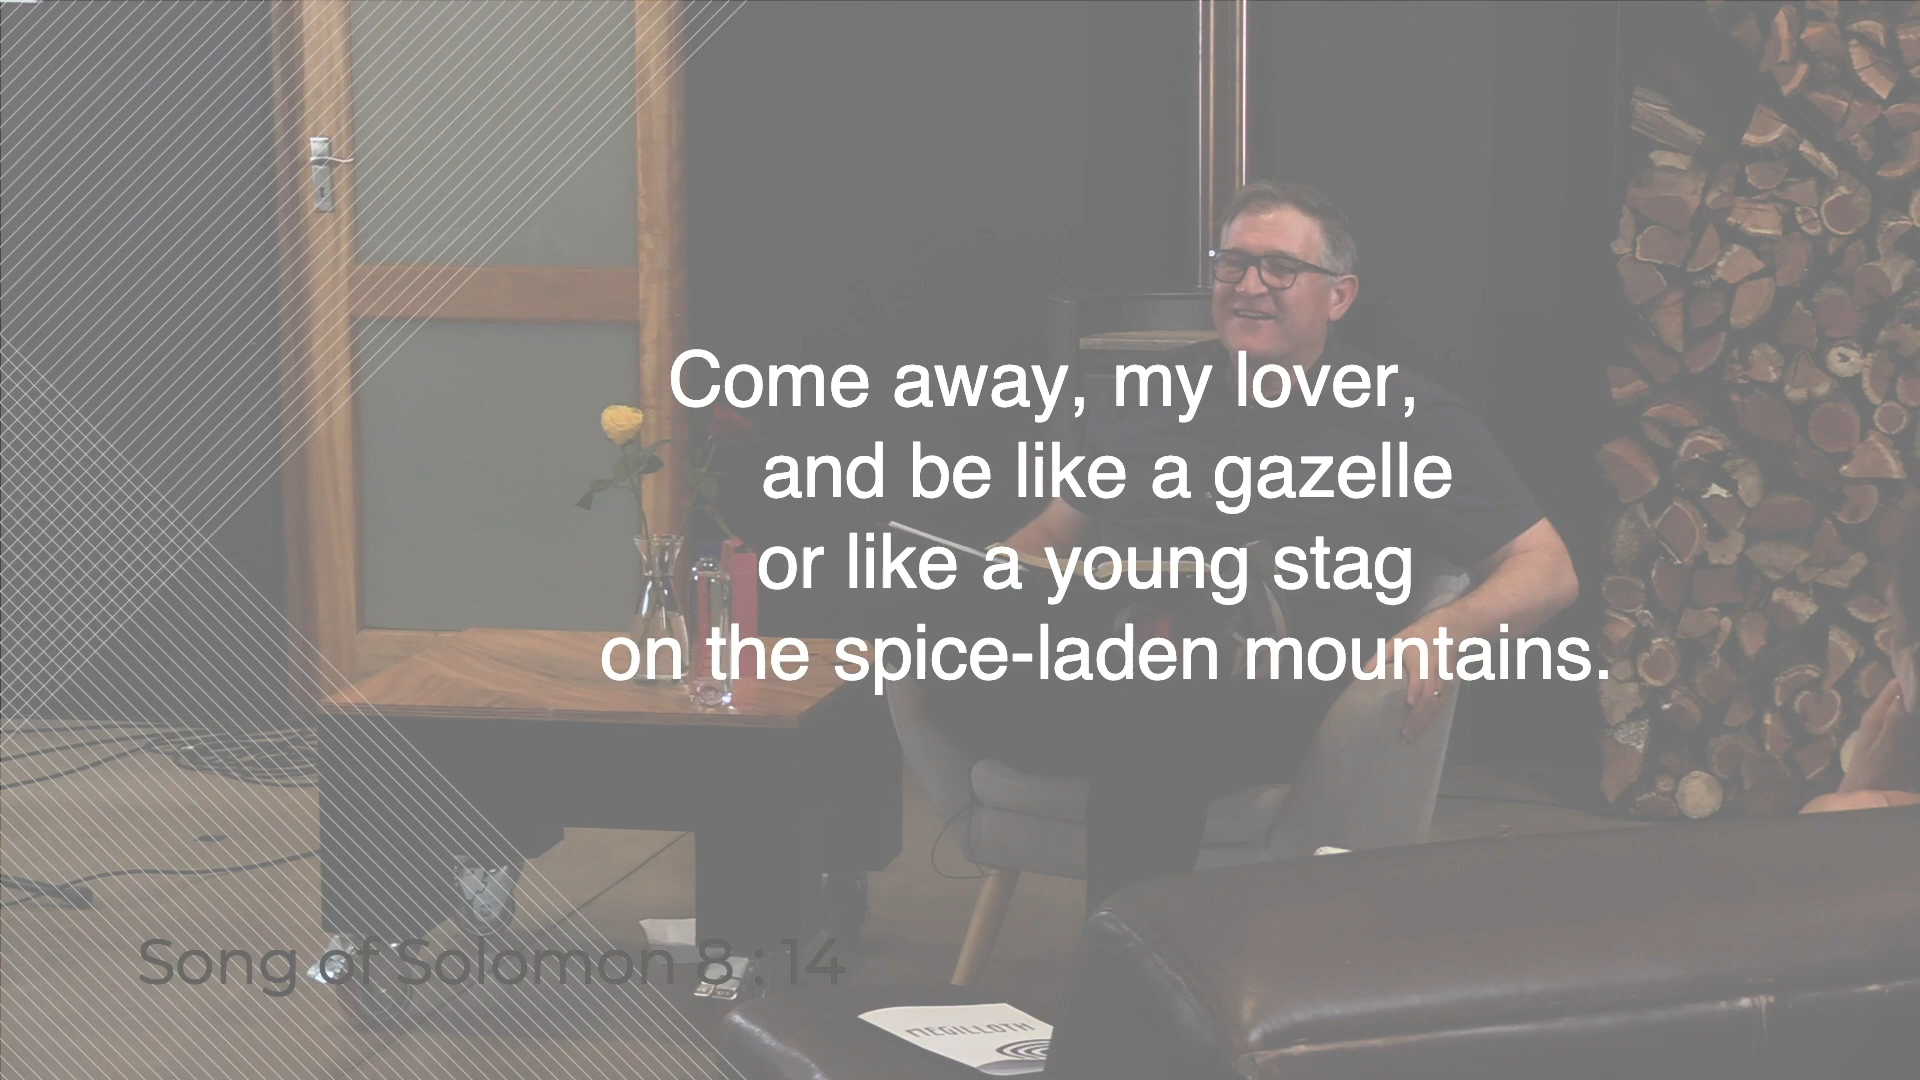 Come away, my lover,
and be like a gazelle
or like a young stag
on the spice-laden mountains.
Song of Solomon 8 : 14
MEGILLOTH